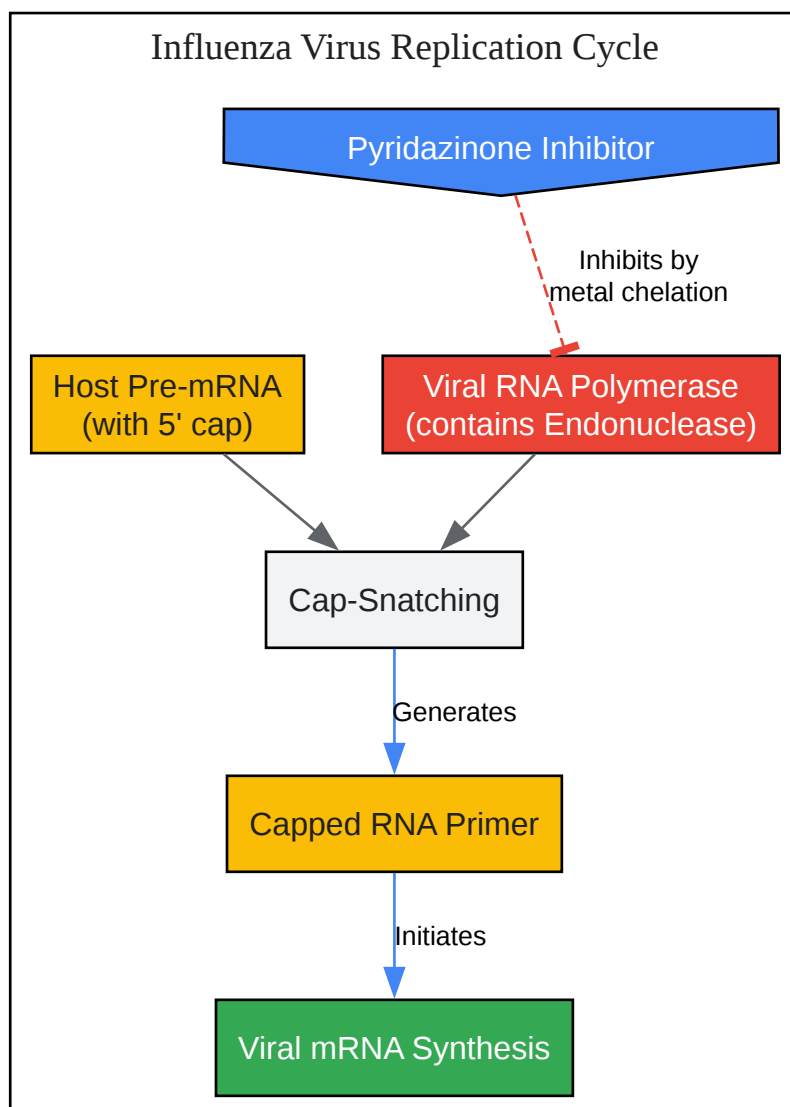 Influenza Virus Replication Cycle
Pyridazinone Inhibitor
Inhibits by
metal chelation
Host Pre-mRNA
(with 5' cap)
Viral RNA Polymerase
(contains Endonuclease)
Cap-Snatching
Generates
Capped RNA Primer
Initiates
Viral mRNA Synthesis